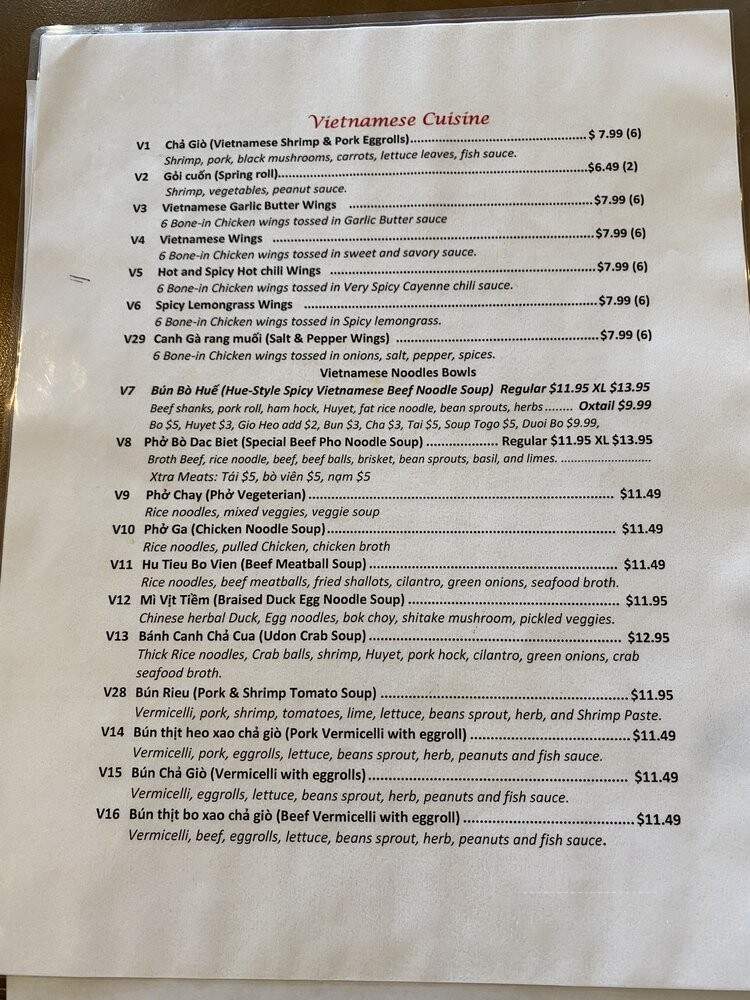 Vietnamese Cuisine
V1 Chả Giò (Vietnamese Shrimp & Pork Eggrolls)..................................................$ 7.99 (6)
Shrimp, pork, black mushrooms, carrots, lettuce leaves, fish sauce.
V2 Gỏi cuốn (Spring roll)..................................................$6.49 (2)
Shrimp, vegetables, peanut sauce.
V3 Vietnamese Garlic Butter Wings ..................................................$7.99 (6)
6 Bone-in Chicken wings tossed in Garlic Butter sauce
V4 Vietnamese Wings ..................................................$7.99 (6)
6 Bone-in Chicken wings tossed in sweet and savory sauce.
V5 Hot and Spicy Hot chili Wings ..................................................$7.99 (6)
6 Bone-in Chicken wings tossed in Very Spicy Cayenne chili sauce.
V6 Spicy Lemongrass Wings ..................................................$7.99 (6)
6 Bone-in Chicken wings tossed in Spicy lemongrass.
V29 Canh Gà rang muối (Salt & Pepper Wings) ..................................................$7.99 (6)
6 Bone-in Chicken wings tossed in onions, salt, pepper, spices.
Vietnamese Noodles Bowls
V7 Bún Bò Huế (Hue-Style Spicy Vietnamese Beef Noodle Soup) Regular $11.95 XL $13.95
Beef shanks, pork roll, ham hock, Huyet, fat rice noodle, bean sprouts, herbs........ Oxtail $9.99
Bo $5, Huyet $3, Gio Heo add $2, Bun $3, Cha $3, Tai $5, Soup Togo $5, Duoi Bo $9.99,
V8 Phở Bò Dac Biet (Special Beef Pho Noodle Soup) .................. Regular $11.95 XL $13.95
Broth Beef, rice noodle, beef, beef balls, brisket, bean sprouts, basil, and limes. .........................
Xtra Meats: Tái $5, bò viên $5, nạm $5
V9 Phở Chay (Phở Vegeterian).................................................. $11.49
Rice noodles, mixed veggies, veggie soup
V10 Phở Ga (Chicken Noodle Soup).................................................. $11.49
Rice noodles, pulled Chicken, chicken broth
V11 Hu Tieu Bo Vien (Beef Meatball Soup).................................................. $11.49
Rice noodles, beef meatballs, fried shallots, cilantro, green onions, seafood broth.
V12 Mì Vịt Tiềm (Braised Duck Egg Noodle Soup).................................................. $11.95
Chinese herbal Duck, Egg noodles, bok choy, shitake mushroom, pickled veggies.
V13 Bánh Canh Chả Cua (Udon Crab Soup).................................................. $12.95
Thick Rice noodles, Crab balls, shrimp, Huyet, pork hock, cilantro, green onions, crab
seafood broth.
V28 Bún Rieu (Pork & Shrimp Tomato Soup) ..................................................$11.95
Vermicelli, pork, shrimp, tomatoes, lime, lettuce, beans sprout, herb, and Shrimp Paste.
V14 Bún thịt heo xao chả giò (Pork Vermicelli with eggroll) ...................................$11.49
Vermicelli, pork, eggrolls, lettuce, beans sprout, herb, peanuts and fish sauce.
V15 Bún Chả Giò (Vermicelli with eggrolls).................................................. $11.49
Vermicelli, eggrolls, lettuce, beans sprout, herb, peanuts and fish sauce.
V16 Bún thịt bo xao chả giò (Beef Vermicelli with eggroll) ...................................$11.49
Vermicelli, beef, eggrolls, lettuce, beans sprout, herb, peanuts and fish sauce.